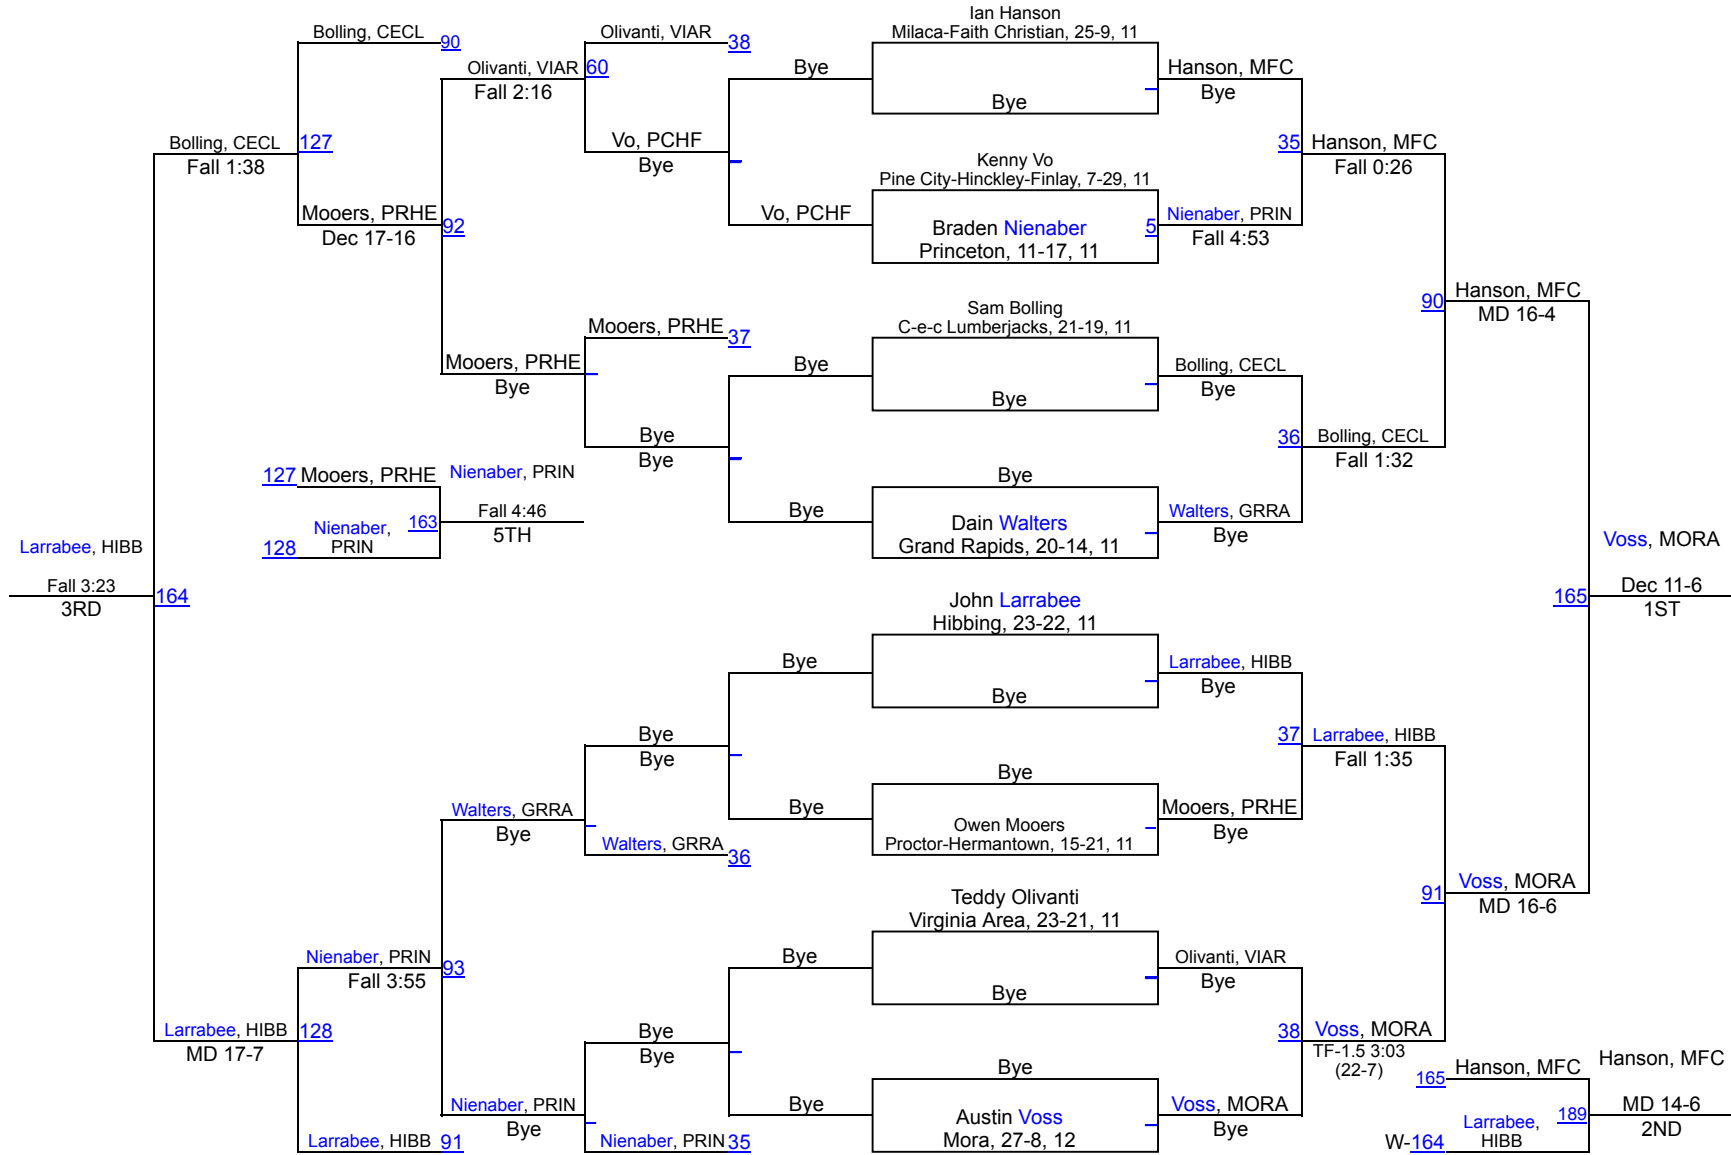 Ian Hanson
Milaca-Faith Christian, 25-9, 11
Bolling, CECL
90
Olivanti, VIAR
38
Olivanti, VIAR
60
Fall 2:16
Bye
Bye
Hanson, MFC
Bye
Bolling, CECL
127
Fall 1:38
Vo, PCHF
Bye
35
Hanson, MFC
Fall 0:26
Kenny Vo
Pine City-Hinckley-Finlay, 7-29, 11
Mooers, PRHE
92
Dec 17-16
Vo, PCHF
Braden Nienaber
Princeton, 11-17, 11
5
Nienaber, PRIN
Fall 4:53
90
Hanson, MFC
MD 16-4
Sam Bolling
C-e-c Lumberjacks, 21-19, 11
Mooers, PRHE
37
Mooers, PRHE
Bye
Bye
Bye
Bolling, CECL
Bye
Bye
Bye
36
Bolling, CECL
Fall 1:32
127
Mooers, PRHE
Nienaber, PRIN
Fall 4:46
5TH
163
Nienaber,
PRIN
128
Bye
Bye
Dain Walters
Grand Rapids, 20-14, 11
Walters, GRRA
Bye
Larrabee, HIBB
Fall 3:23
3RD
164
Voss, MORA
165
Dec 11-6
1ST
John Larrabee
Hibbing, 23-22, 11
Bye
Bye
Larrabee, HIBB
Bye
Bye
Bye
37
Larrabee, HIBB
Fall 1:35
Bye
Walters, GRRA
Bye
Bye
Owen Mooers
Proctor-Hermantown, 15-21, 11
Mooers, PRHE
Bye
Walters, GRRA
36
91
Voss, MORA
MD 16-6
Teddy Olivanti
Virginia Area, 23-21, 11
Nienaber, PRIN
93
Fall 3:55
Bye
Bye
Olivanti, VIAR
Bye
Larrabee, HIBB
128
MD 17-7
Bye
Bye
38
Voss, MORA
TF-1.5 3:03
(22-7)
Bye
Nienaber, PRIN
Bye
Bye
Austin Voss
Mora, 27-8, 12
Voss, MORA
Bye
Larrabee, HIBB
91
Nienaber, PRIN
35
165
Hanson, MFC
Hanson, MFC
MD 14-6
2ND
189
Larrabee,
HIBB
W-164